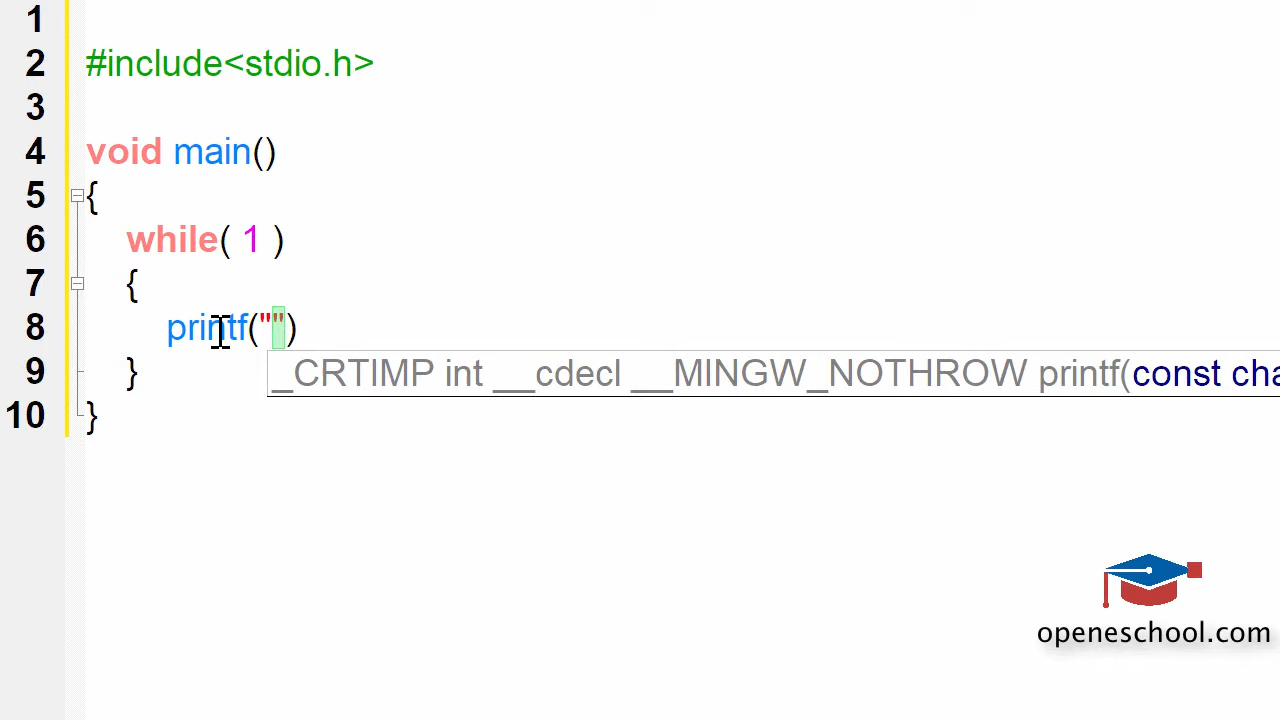 1
2 #include<stdio.h>
3
4 void main()
5 {
6 while( 1 )
7 {
8 printf("")
_CRTIMP int __cdecl __MINGW_NOTHROW printf(const cha
9 }
10 }
openeschool.com